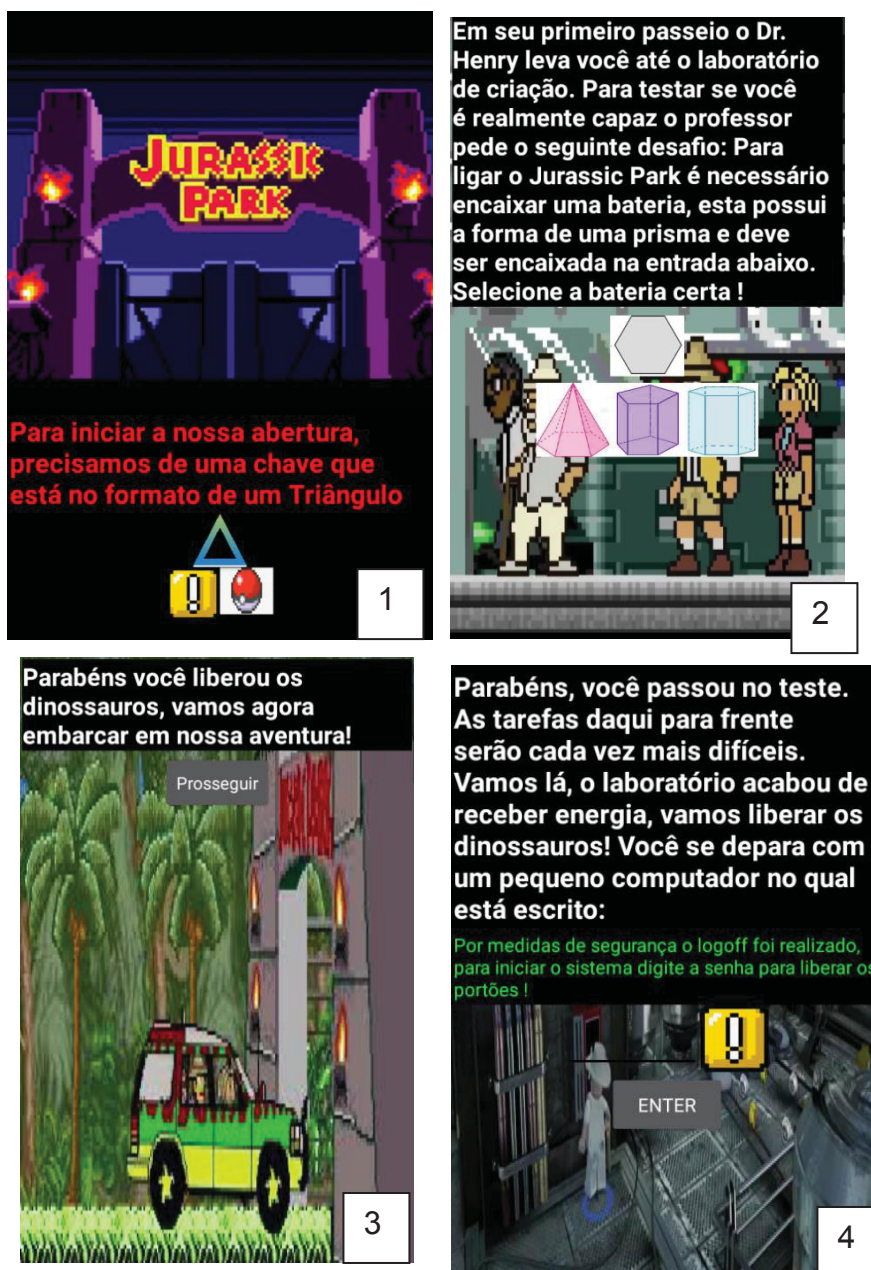 JURASSIC
PARK
Para iniciar a nossa abertura,
precisamos de uma chave que
está no formato de um Triângulo
1
Em seu primeiro passeio o Dr.
Henry leva você até o laboratório
de criação. Para testar se você
é realmente capaz o professor
pede o seguinte desafio: Para
ligar o Jurassic Park é necessário
encaixar uma bateria, esta possui
a forma de uma prisma e deve
ser encaixada na entrada abaixo.
Selecione a bateria certa !
2
Parabéns você liberou os
dinossauros, vamos agora
embarcar em nossa aventura!
Prosseguir
3
Parabéns, você passou no teste.
As tarefas daqui para frente
serão cada vez mais difíceis.
Vamos lá, o laboratório acabou de
receber energia, vamos liberar os
dinossauros! Você se depara com
um pequeno computador no qual
está escrito:
Por medidas de segurança o logoff foi realizado,
para iniciar o sistema digite a senha para liberar os
portões !
!
ENTER
4